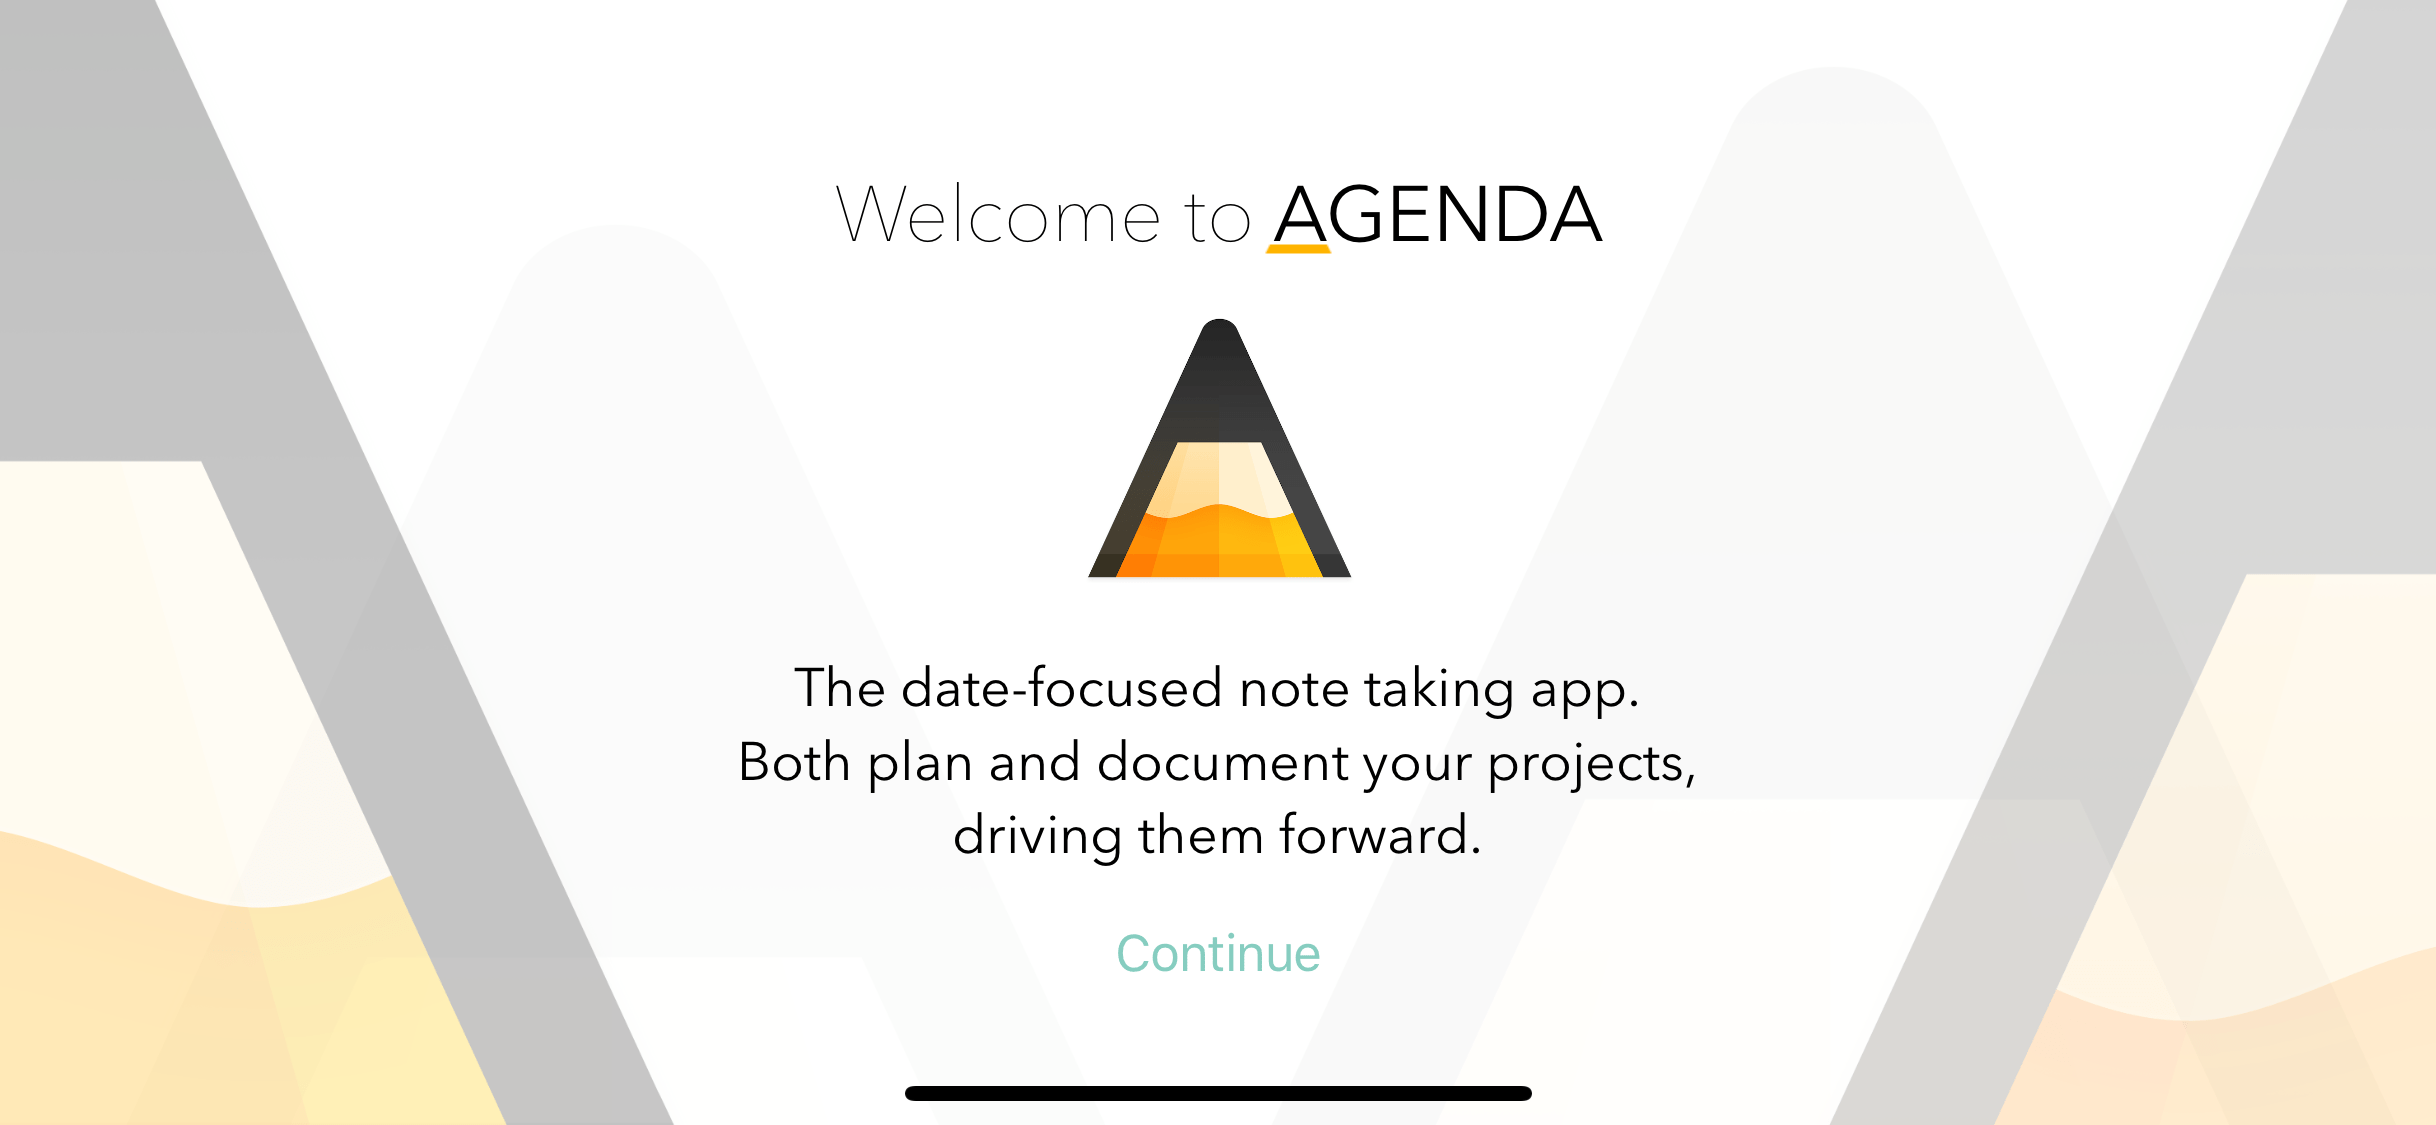 Welcome to AGENDA
The date-focused note taking app.
Both plan and document your projects,
driving them forward.
Continue